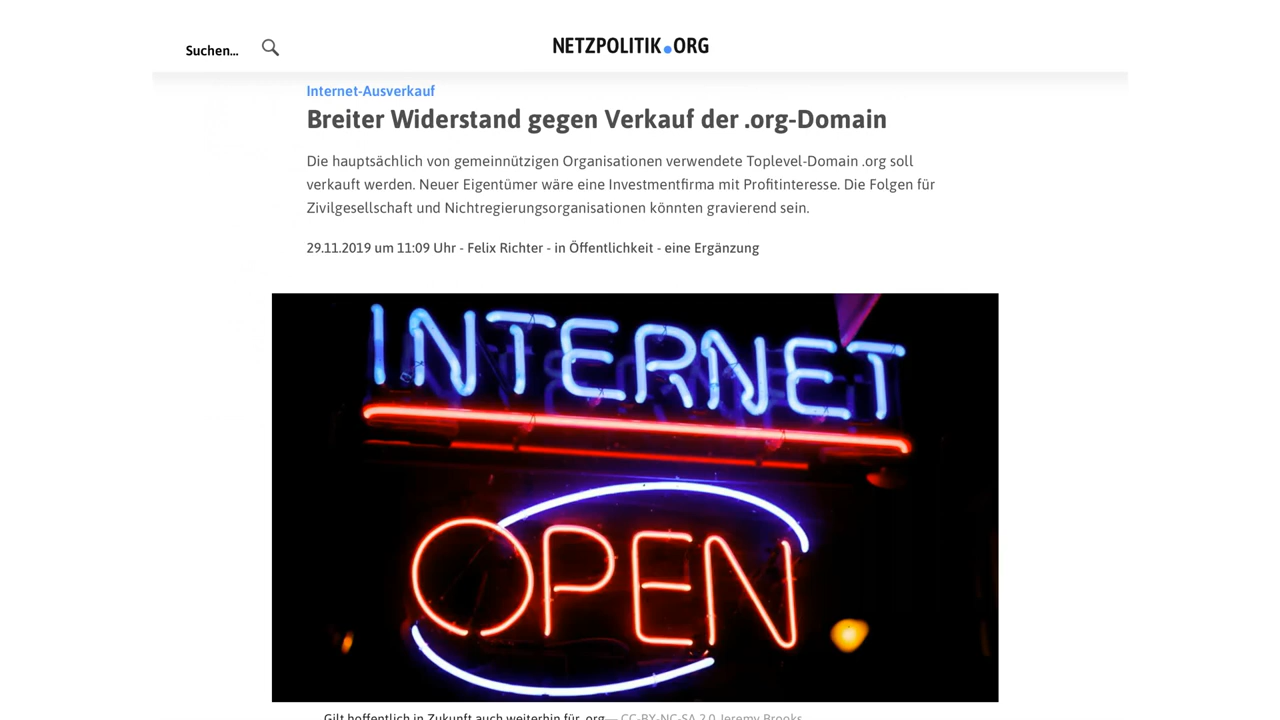 Suchen...
NETZPOLITIK.ORG
Internet-Ausverkauf
Breiter Widerstand gegen Verkauf der .org-Domain
Die hauptsächlich von gemeinnützigen Organisationen verwendete Toplevel-Domain .org soll
verkauft werden. Neuer Eigentümer wäre eine Investmentfirma mit Profitinteresse. Die Folgen für
Zivilgesellschaft und Nichtregierungsorganisationen könnten gravierend sein.
29.11.2019 um 11:09 Uhr - Felix Richter - in Öffentlichkeit - eine Ergänzung
INTERNET
OPEN
Gilt hoffentlich in Zukunft auch weiterhin für .org— CC-BY-NC-SA 2.0 Jeremy Brooks